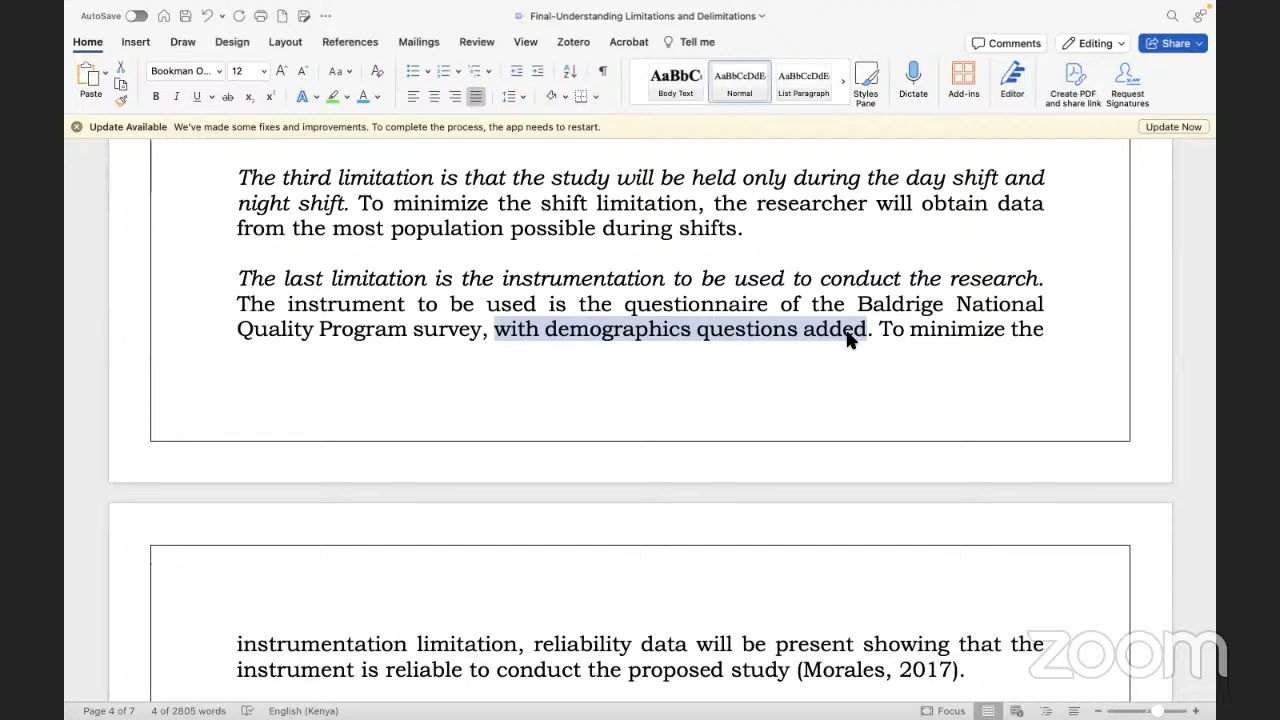 AutoSave
Final-Understanding Limitations and Delimitations
Home Insert Draw Design Layout References Mailings Review View Zotero Acrobat Tell me
Comments Editing Share
Paste
Bookman O... 12
Aa
B I U ab x₂ x² A A
AaBbC AaBbCcDdE AaBbCcDdE
Body Text Normal List Paragraph
Styles Pane
Dictate
Add-ins
Editor
Create PDF and share link
Request Signatures
Update Available We've made some fixes and improvements. To complete the process, the app needs to restart. Update Now
The third limitation is that the study will be held only during the day shift and
night shift. To minimize the shift limitation, the researcher will obtain data
from the most population possible during shifts.
The last limitation is the instrumentation to be used to conduct the research.
The instrument to be used is the questionnaire of the Baldrige National
Quality Program survey, with demographics questions added. To minimize the
instrumentation limitation, reliability data will be present showing that the
instrument is reliable to conduct the proposed study (Morales, 2017).
zoom
Page 4 of 7 4 of 2805 words English (Kenya) Focus